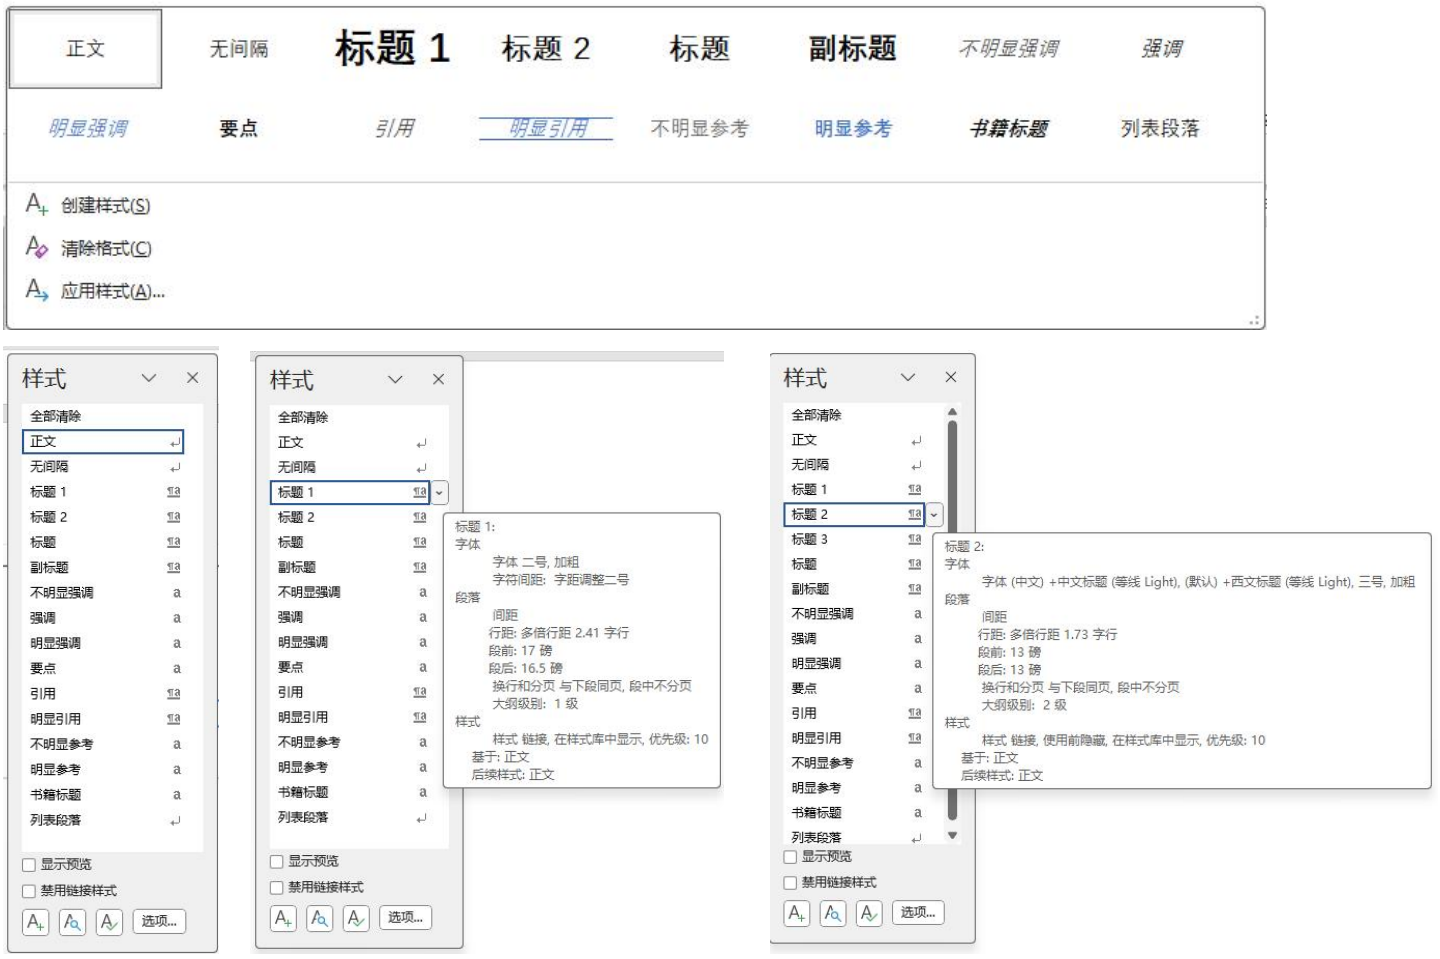 正文 无间隔 标题 1 标题 2 标题 副标题 不明显强调 强调
明显强调 要点 引用 明显引用 不明显参考 明显参考 书籍标题 列表段落
创建样式(S)
清除格式(C)
应用样式(A)...
样式
全部清除
正文
无间隔
标题 1
标题 2
标题
副标题
不明显强调
强调
明显强调
要点
引用
明显引用
不明显参考
明显参考
书籍标题
列表段落
显示预览
禁用链接样式
选项...
样式
全部清除
正文
无间隔
标题 1
标题 2
标题
副标题
不明显强调
强调
明显强调
要点
引用
明显引用
不明显参考
明显参考
书籍标题
列表段落
显示预览
禁用链接样式
选项...
标题 1:
字体
字体 二号, 加粗
字符间距: 字距调整二号
段落
间距
行距: 多倍行距 2.41 字行
段前: 17 磅
段后: 16.5 磅
换行和分页 与下段同页, 段中不分页
大纲级别: 1 级
样式
样式 链接, 在样式库中显示, 优先级: 10
基于: 正文
后续样式: 正文
样式
全部清除
正文
无间隔
标题 1
标题 2
标题 3
标题
副标题
不明显强调
强调
明显强调
要点
引用
明显引用
不明显参考
明显参考
书籍标题
列表段落
显示预览
禁用链接样式
选项...
标题 2:
字体
字体 (中文) +中文标题 (等线 Light), (默认) +西文标题 (等线 Light), 三号, 加粗
段落
间距
行距: 多倍行距 1.73 字行
段前: 13 磅
段后: 13 磅
换行和分页 与下段同页, 段中不分页
大纲级别: 2 级
样式
样式 链接, 使用前隐藏, 在样式库中显示, 优先级: 10
基于: 正文
后续样式: 正文